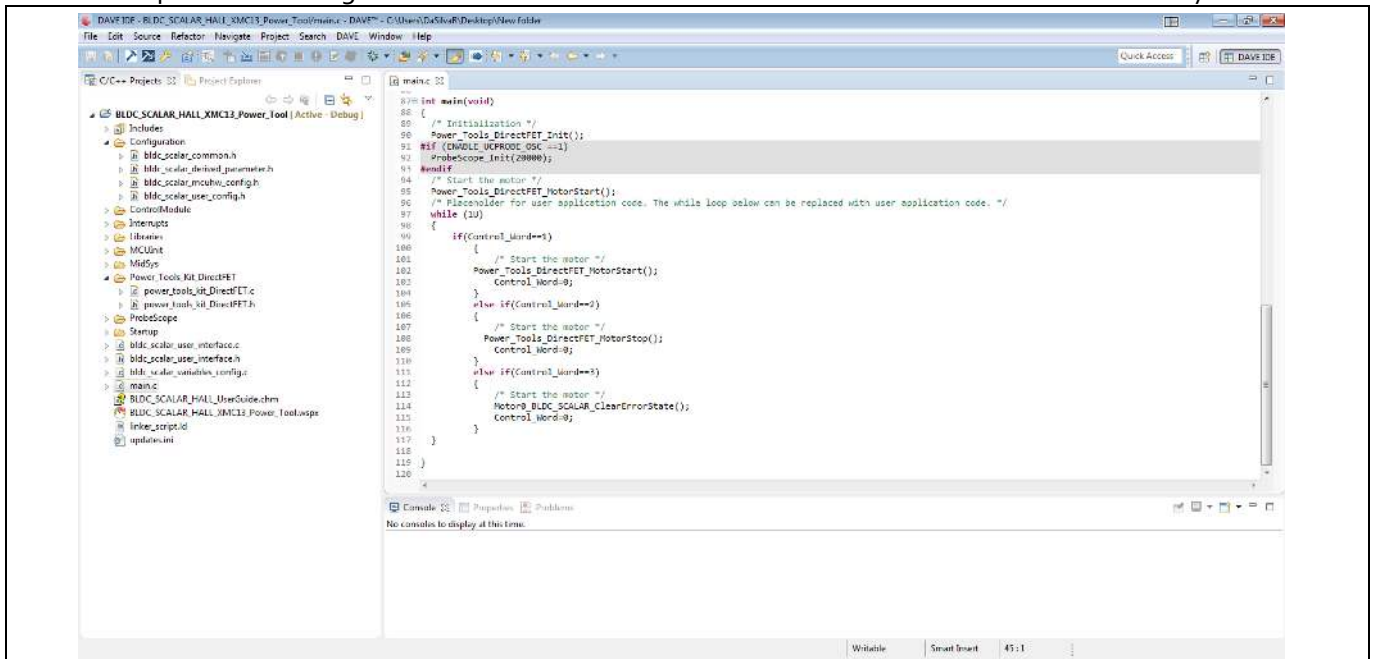 DAVE IDE - BLDC_SCALAR_HALL_XMC13_Power_Tool/main.c - DAVE™ - C:\Users\DaSilvaR\Desktop\New folder
File Edit Source Refactor Navigate Project Search DAVE Window Help
Quick Access DAVE IDE
C/C++ Projects Project Explorer
main.c
BLDC_SCALAR_HALL_XMC13_Power_Tool [ Active - Debug ]
Includes
Configuration
bldc_scalar_common.h
bldc_scalar_derived_parameter.h
bldc_scalar_mcuhw_config.h
bldc_scalar_user_config.h
ControlModule
Interrupts
Libraries
MCUInit
MidSys
Power_Tools_Kit_DirectFET
power_tools_kit_DirectFET.c
power_tools_kit_DirectFET.h
ProbeScope
Startup
bldc_scalar_user_interface.c
bldc_scalar_user_interface.h
bldc_scalar_variables_config.c
main.c
BLDC_SCALAR_HALL_UserGuide.chm
BLDC_SCALAR_HALL_XMC13_Power_Tool.wspx
linker_script.ld
updates.ini
87 int main(void)
88 {
89 /* Initialization */
90 Power_Tools_DirectFET_Init();
91 #if (ENABLE_UCPROBE_OSC ==1)
92 ProbeScope_Init(20000);
93 #endif
94 /* Start the motor */
95 Power_Tools_DirectFET_MotorStart();
96 /* Placeholder for user application code. The while loop below can be replaced with user application code. */
97 while (1U)
98 {
99 if(Control_Word==1)
100 {
101 /* Start the motor */
102 Power_Tools_DirectFET_MotorStart();
103 Control_Word=0;
104 }
105 else if(Control_Word==2)
106 {
107 /* Start the motor */
108 Power_Tools_DirectFET_MotorStop();
109 Control_Word=0;
110 }
111 else if(Control_Word==3)
112 {
113 /* Start the motor */
114 Motor0_BLDC_SCALAR_ClearErrorState();
115 Control_Word=0;
116 }
117 }
118
119 }
120
Console Properties Problems
No consoles to display at this time.
Writable Smart Insert 45 : 1